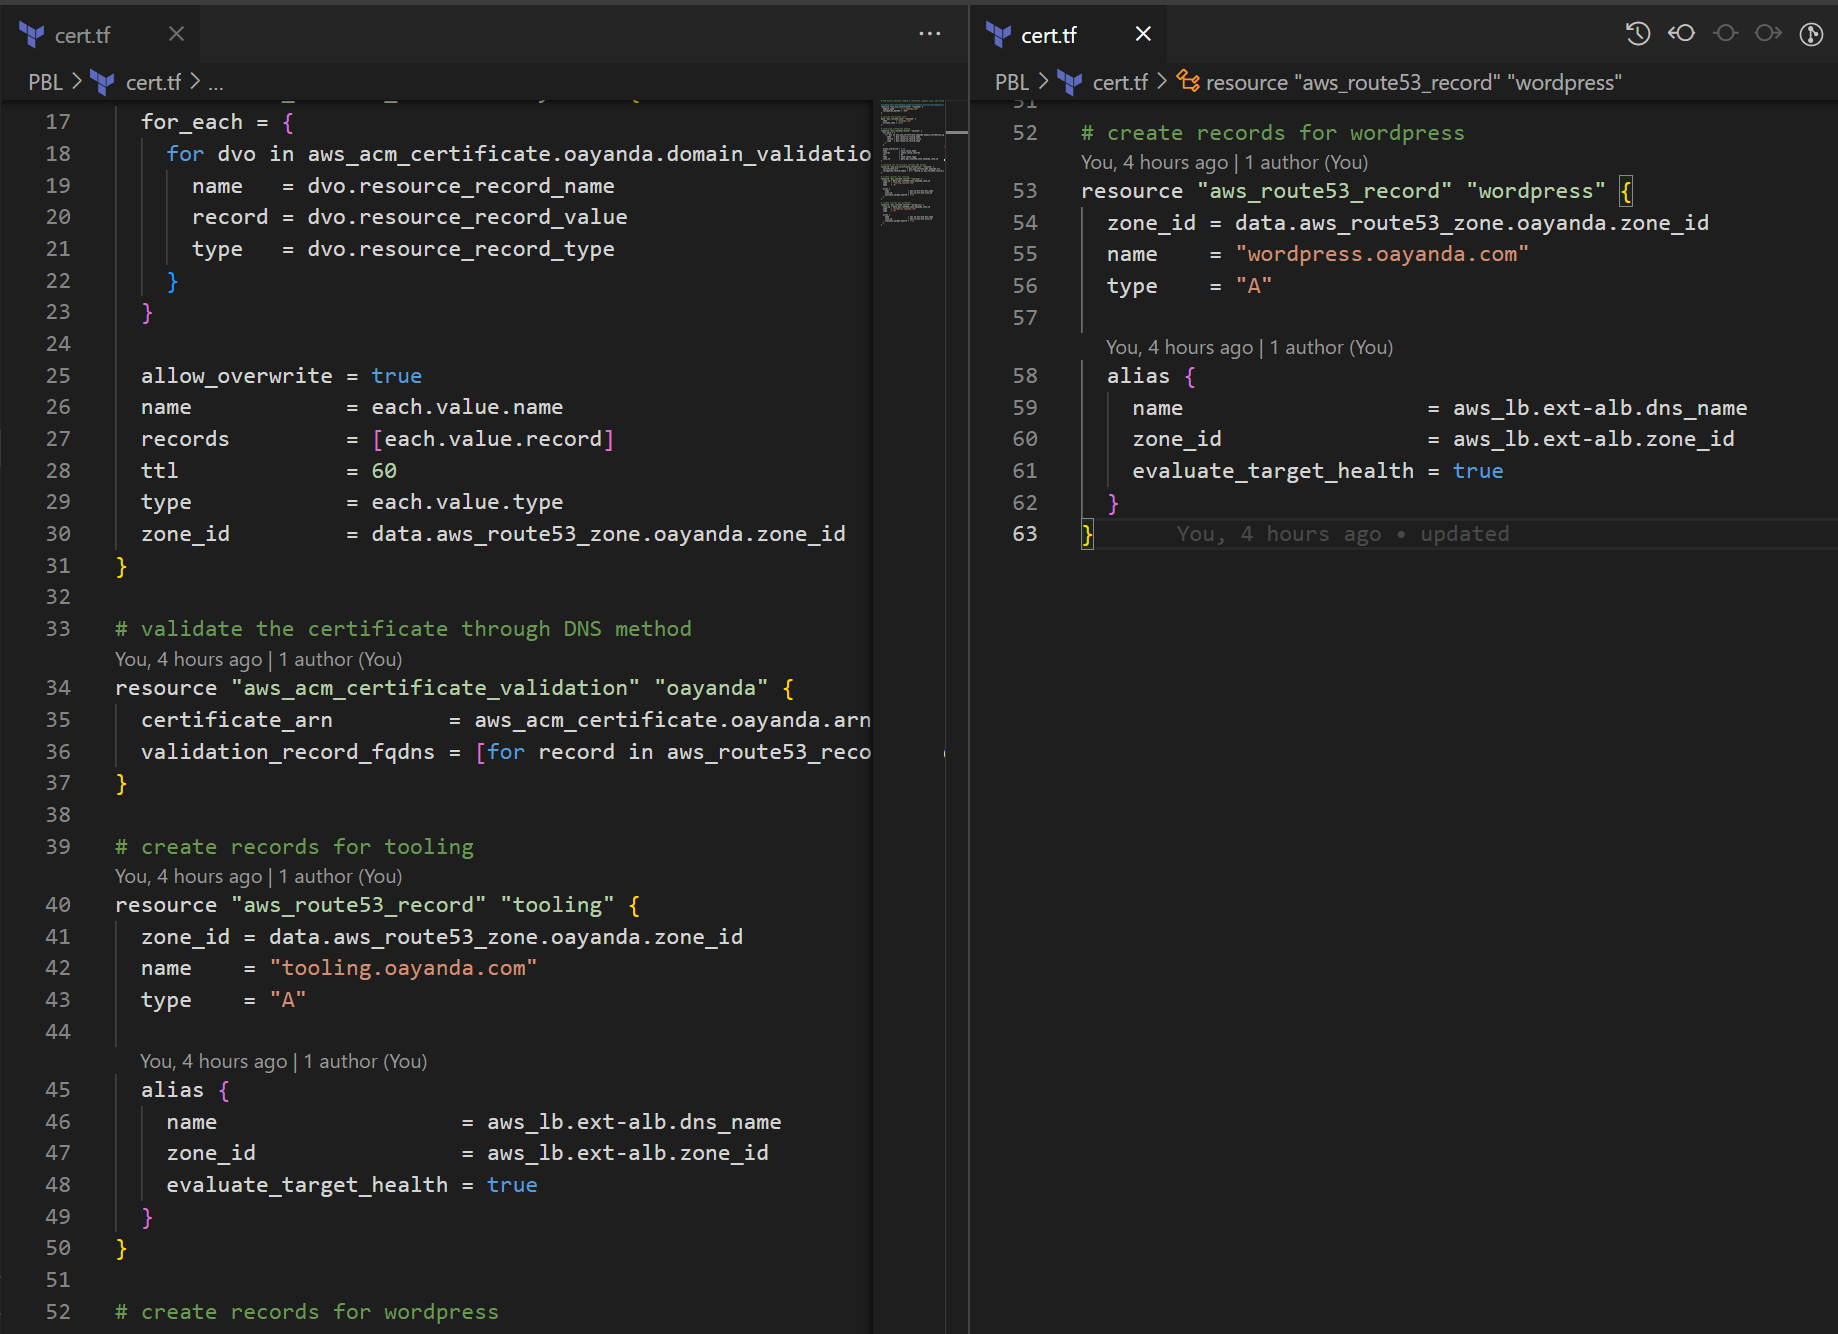 cert.tf
PBL > cert.tf > ...
17 for_each = {
18 for dvo in aws_acm_certificate.oayanda.domain_validatio
19 name = dvo.resource_record_name
20 record = dvo.resource_record_value
21 type = dvo.resource_record_type
22 }
23 }
24
25 allow_overwrite = true
26 name = each.value.name
27 records = [each.value.record]
28 ttl = 60
29 type = each.value.type
30 zone_id = data.aws_route53_zone.oayanda.zone_id
31 }
32
33 # validate the certificate through DNS method
You, 4 hours ago | 1 author (You)
34 resource "aws_acm_certificate_validation" "oayanda" {
35 certificate_arn = aws_acm_certificate.oayanda.arn
36 validation_record_fqdns = [for record in aws_route53_reco
37 }
38
39 # create records for tooling
You, 4 hours ago | 1 author (You)
40 resource "aws_route53_record" "tooling" {
41 zone_id = data.aws_route53_zone.oayanda.zone_id
42 name = "tooling.oayanda.com"
43 type = "A"
44
You, 4 hours ago | 1 author (You)
45 alias {
46 name = aws_lb.ext-alb.dns_name
47 zone_id = aws_lb.ext-alb.zone_id
48 evaluate_target_health = true
49 }
50 }
51
52 # create records for wordpress
cert.tf
PBL > cert.tf > resource "aws_route53_record" "wordpress"
51
52 # create records for wordpress
You, 4 hours ago | 1 author (You)
53 resource "aws_route53_record" "wordpress" {
54 zone_id = data.aws_route53_zone.oayanda.zone_id
55 name = "wordpress.oayanda.com"
56 type = "A"
57
You, 4 hours ago | 1 author (You)
58 alias {
59 name = aws_lb.ext-alb.dns_name
60 zone_id = aws_lb.ext-alb.zone_id
61 evaluate_target_health = true
62 }
63 } You, 4 hours ago • updated